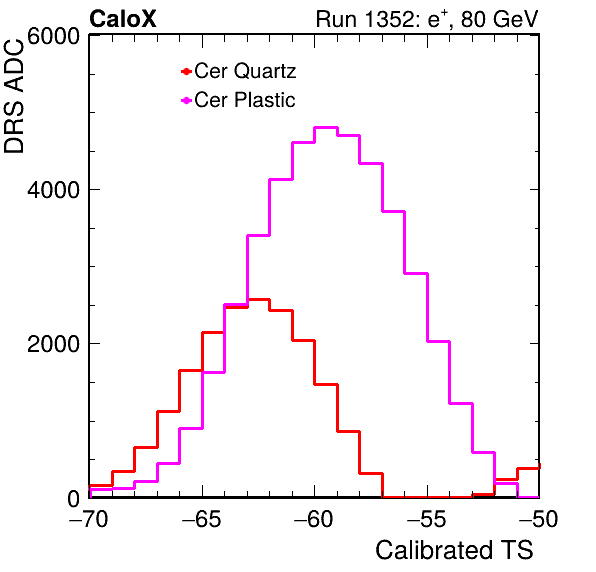 CaloX Run 1352: e⁺, 80 GeV
DRS ADC
6000
Cer Quartz
Cer Plastic
4000
2000
0
−70 −65 −60 −55 −50
Calibrated TS